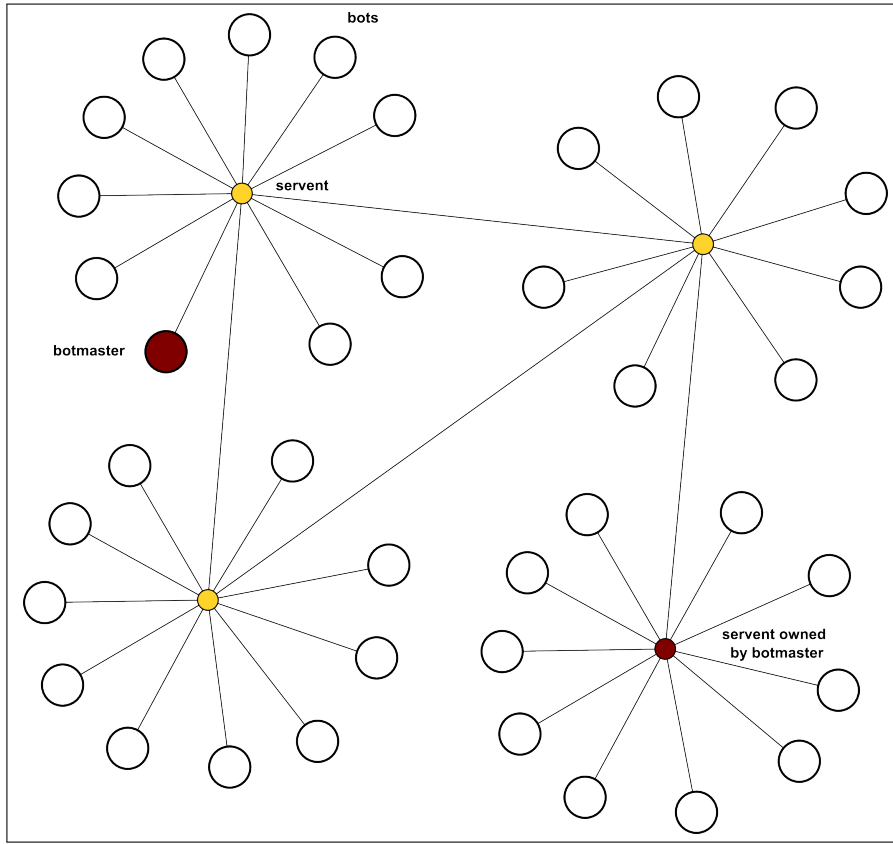 bots
servent
botmaster
servent owned
by botmaster